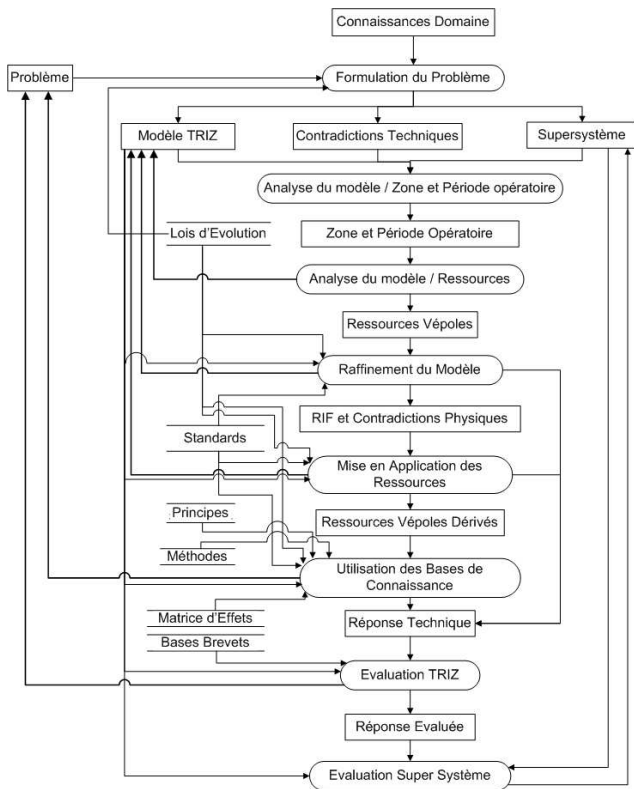 Connaissances Domaine
Problème
Formulation du Problème
Modèle TRIZ
Contradictions Techniques
Supersystème
Analyse du modèle / Zone et Période opératoire
Lois d'Evolution
Zone et Période Opératoire
Analyse du modèle / Ressources
Ressources Vépoles
Raffinement du Modèle
RIF et Contradictions Physiques
Standards
Mise en Application des
Ressources
Principes
Ressources Vépoles Dérivés
Méthodes
Utilisation des Bases de
Connaissance
Matrice d'Effets
Réponse Technique
Bases Brevets
Evaluation TRIZ
Réponse Evaluée
Evaluation Super Système